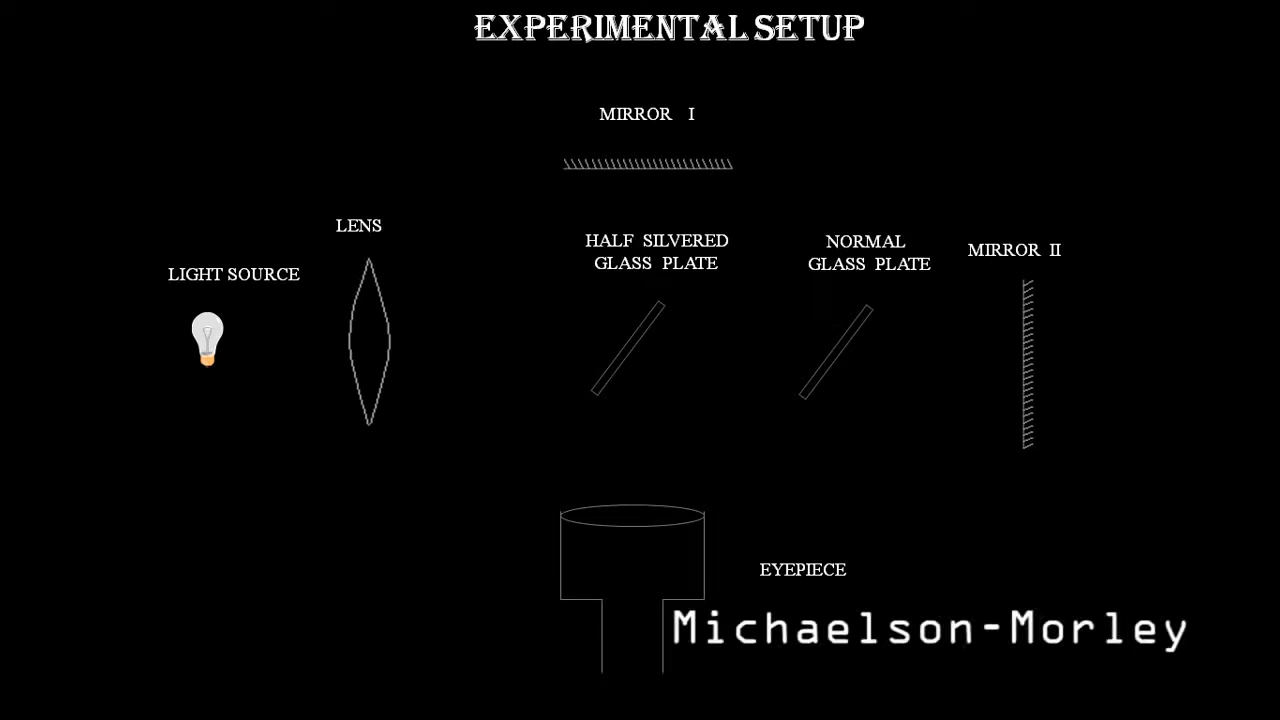 EXPERIMENTAL SETUP
MIRROR I
LENS
LIGHT SOURCE
HALF SILVERED
GLASS PLATE
NORMAL
GLASS PLATE
MIRROR II
EYEPIECE
Michaelson-Morley